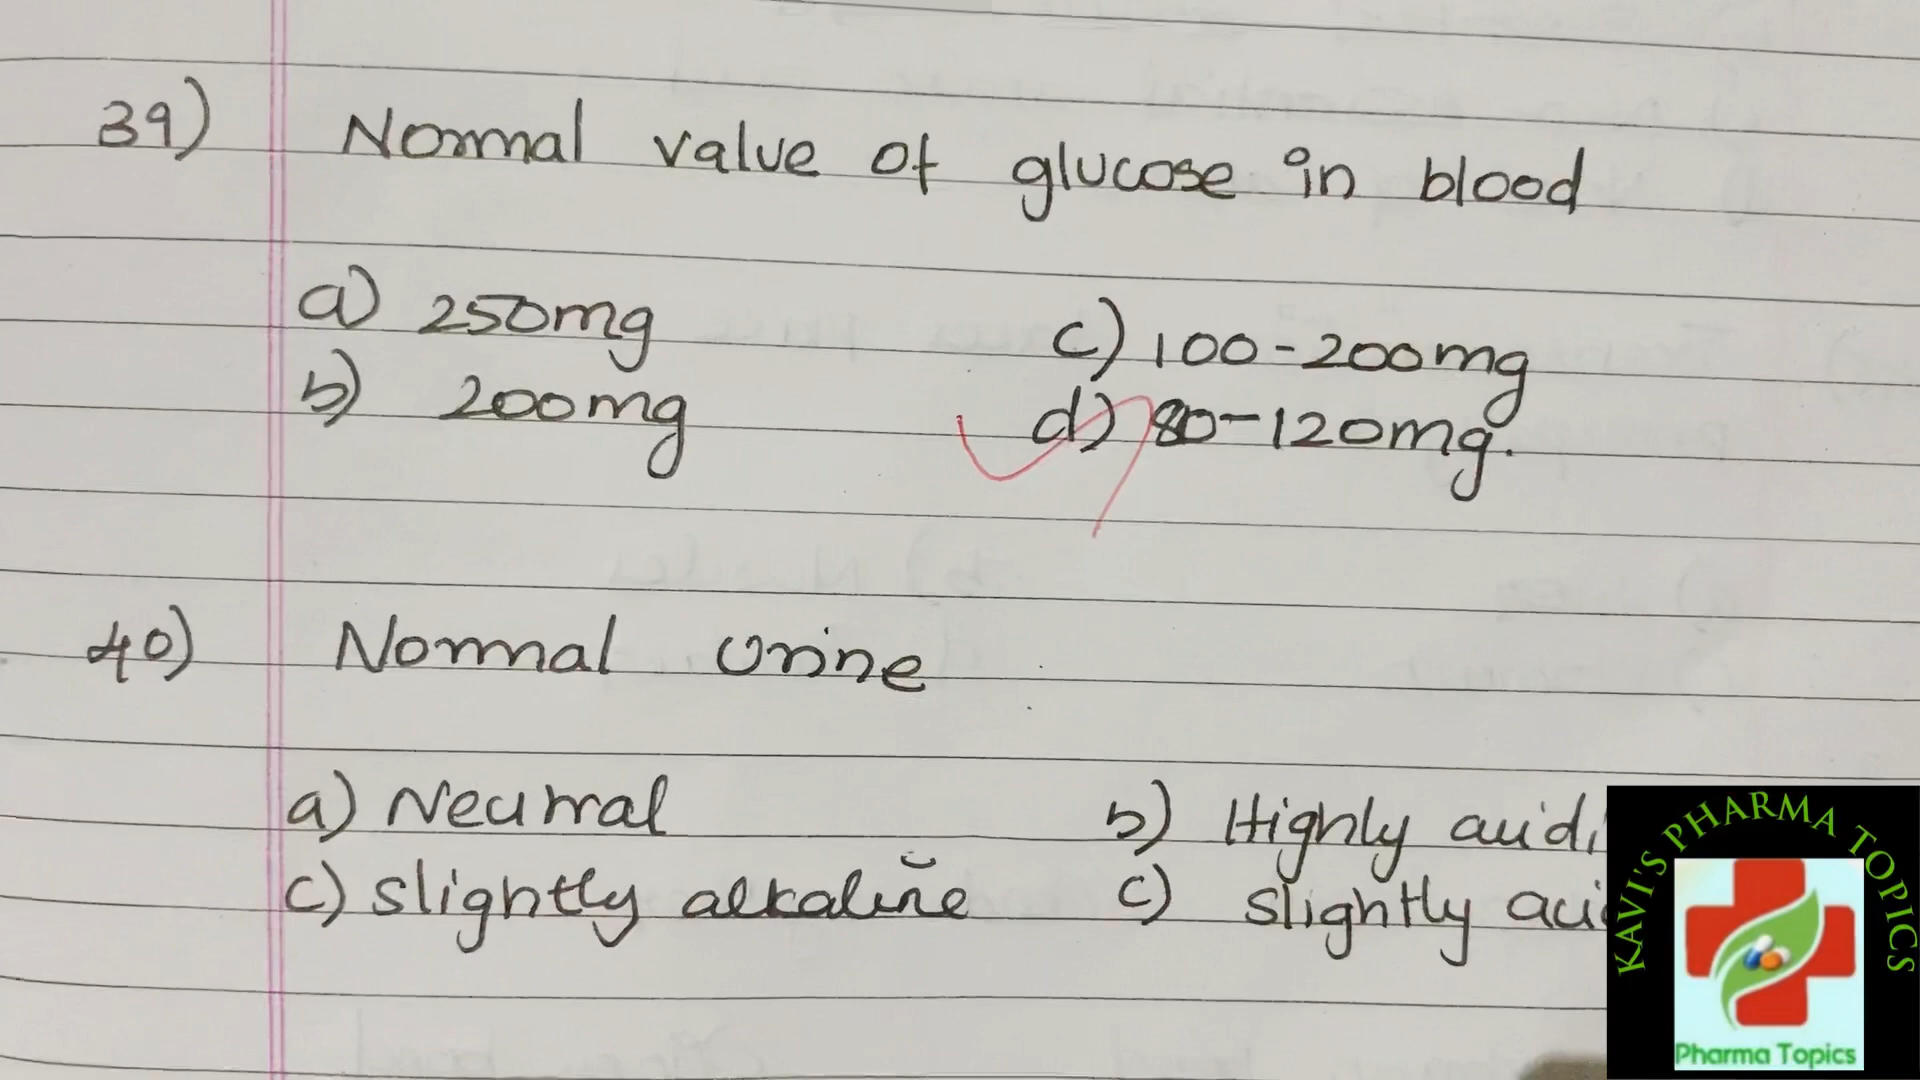 39) Normal value of glucose in blood
a) 250mg
c) 100-200mg
b) 200mg
d) 80-120mg.
40) Normal Urine
a) Neutral
b) Highly acidi
c) slightly alkaline
c) slightly aci
KAVI'S PHARMA TOPICS
Pharma Topics